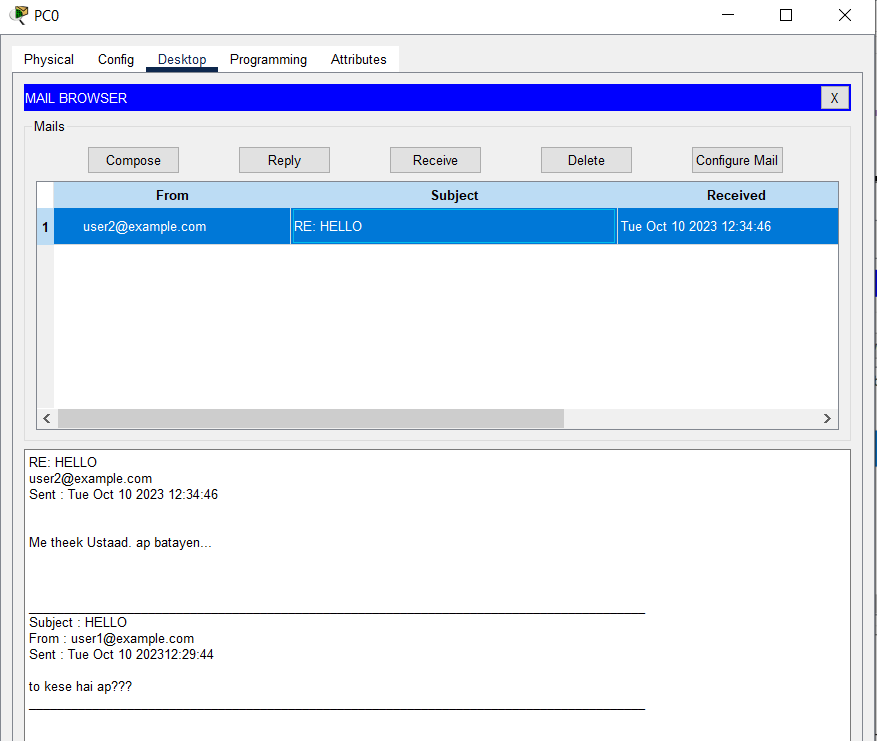 PC0
Physical Config Desktop Programming Attributes
MAIL BROWSER X
Mails
Compose Reply Receive Delete Configure Mail
From Subject Received
1 user2@example.com RE: HELLO Tue Oct 10 2023 12:34:46
RE: HELLO
user2@example.com
Sent : Tue Oct 10 2023 12:34:46
Me theek Ustaad. ap batayen...
Subject : HELLO
From : user1@example.com
Sent : Tue Oct 10 202312:29:44
to kese hai ap???